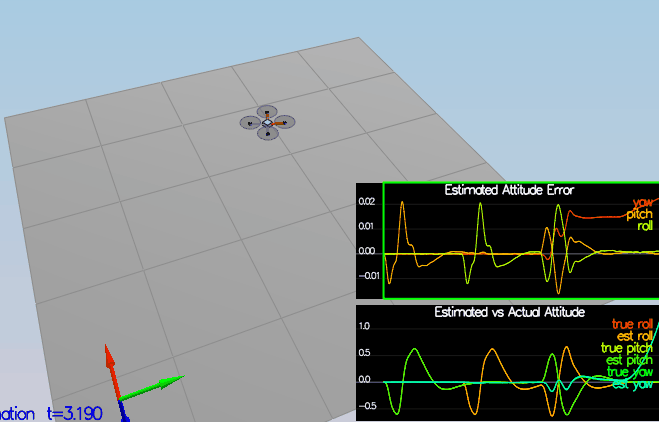 Estimated Attitude Error
0.02
0.01
0.00
-0.01
yaw
pitch
roll
Estimated vs Actual Attitude
1.0
0.5
0.0
-0.5
true roll
est roll
true pitch
est pitch
true yaw
est yaw
nation t=3.190